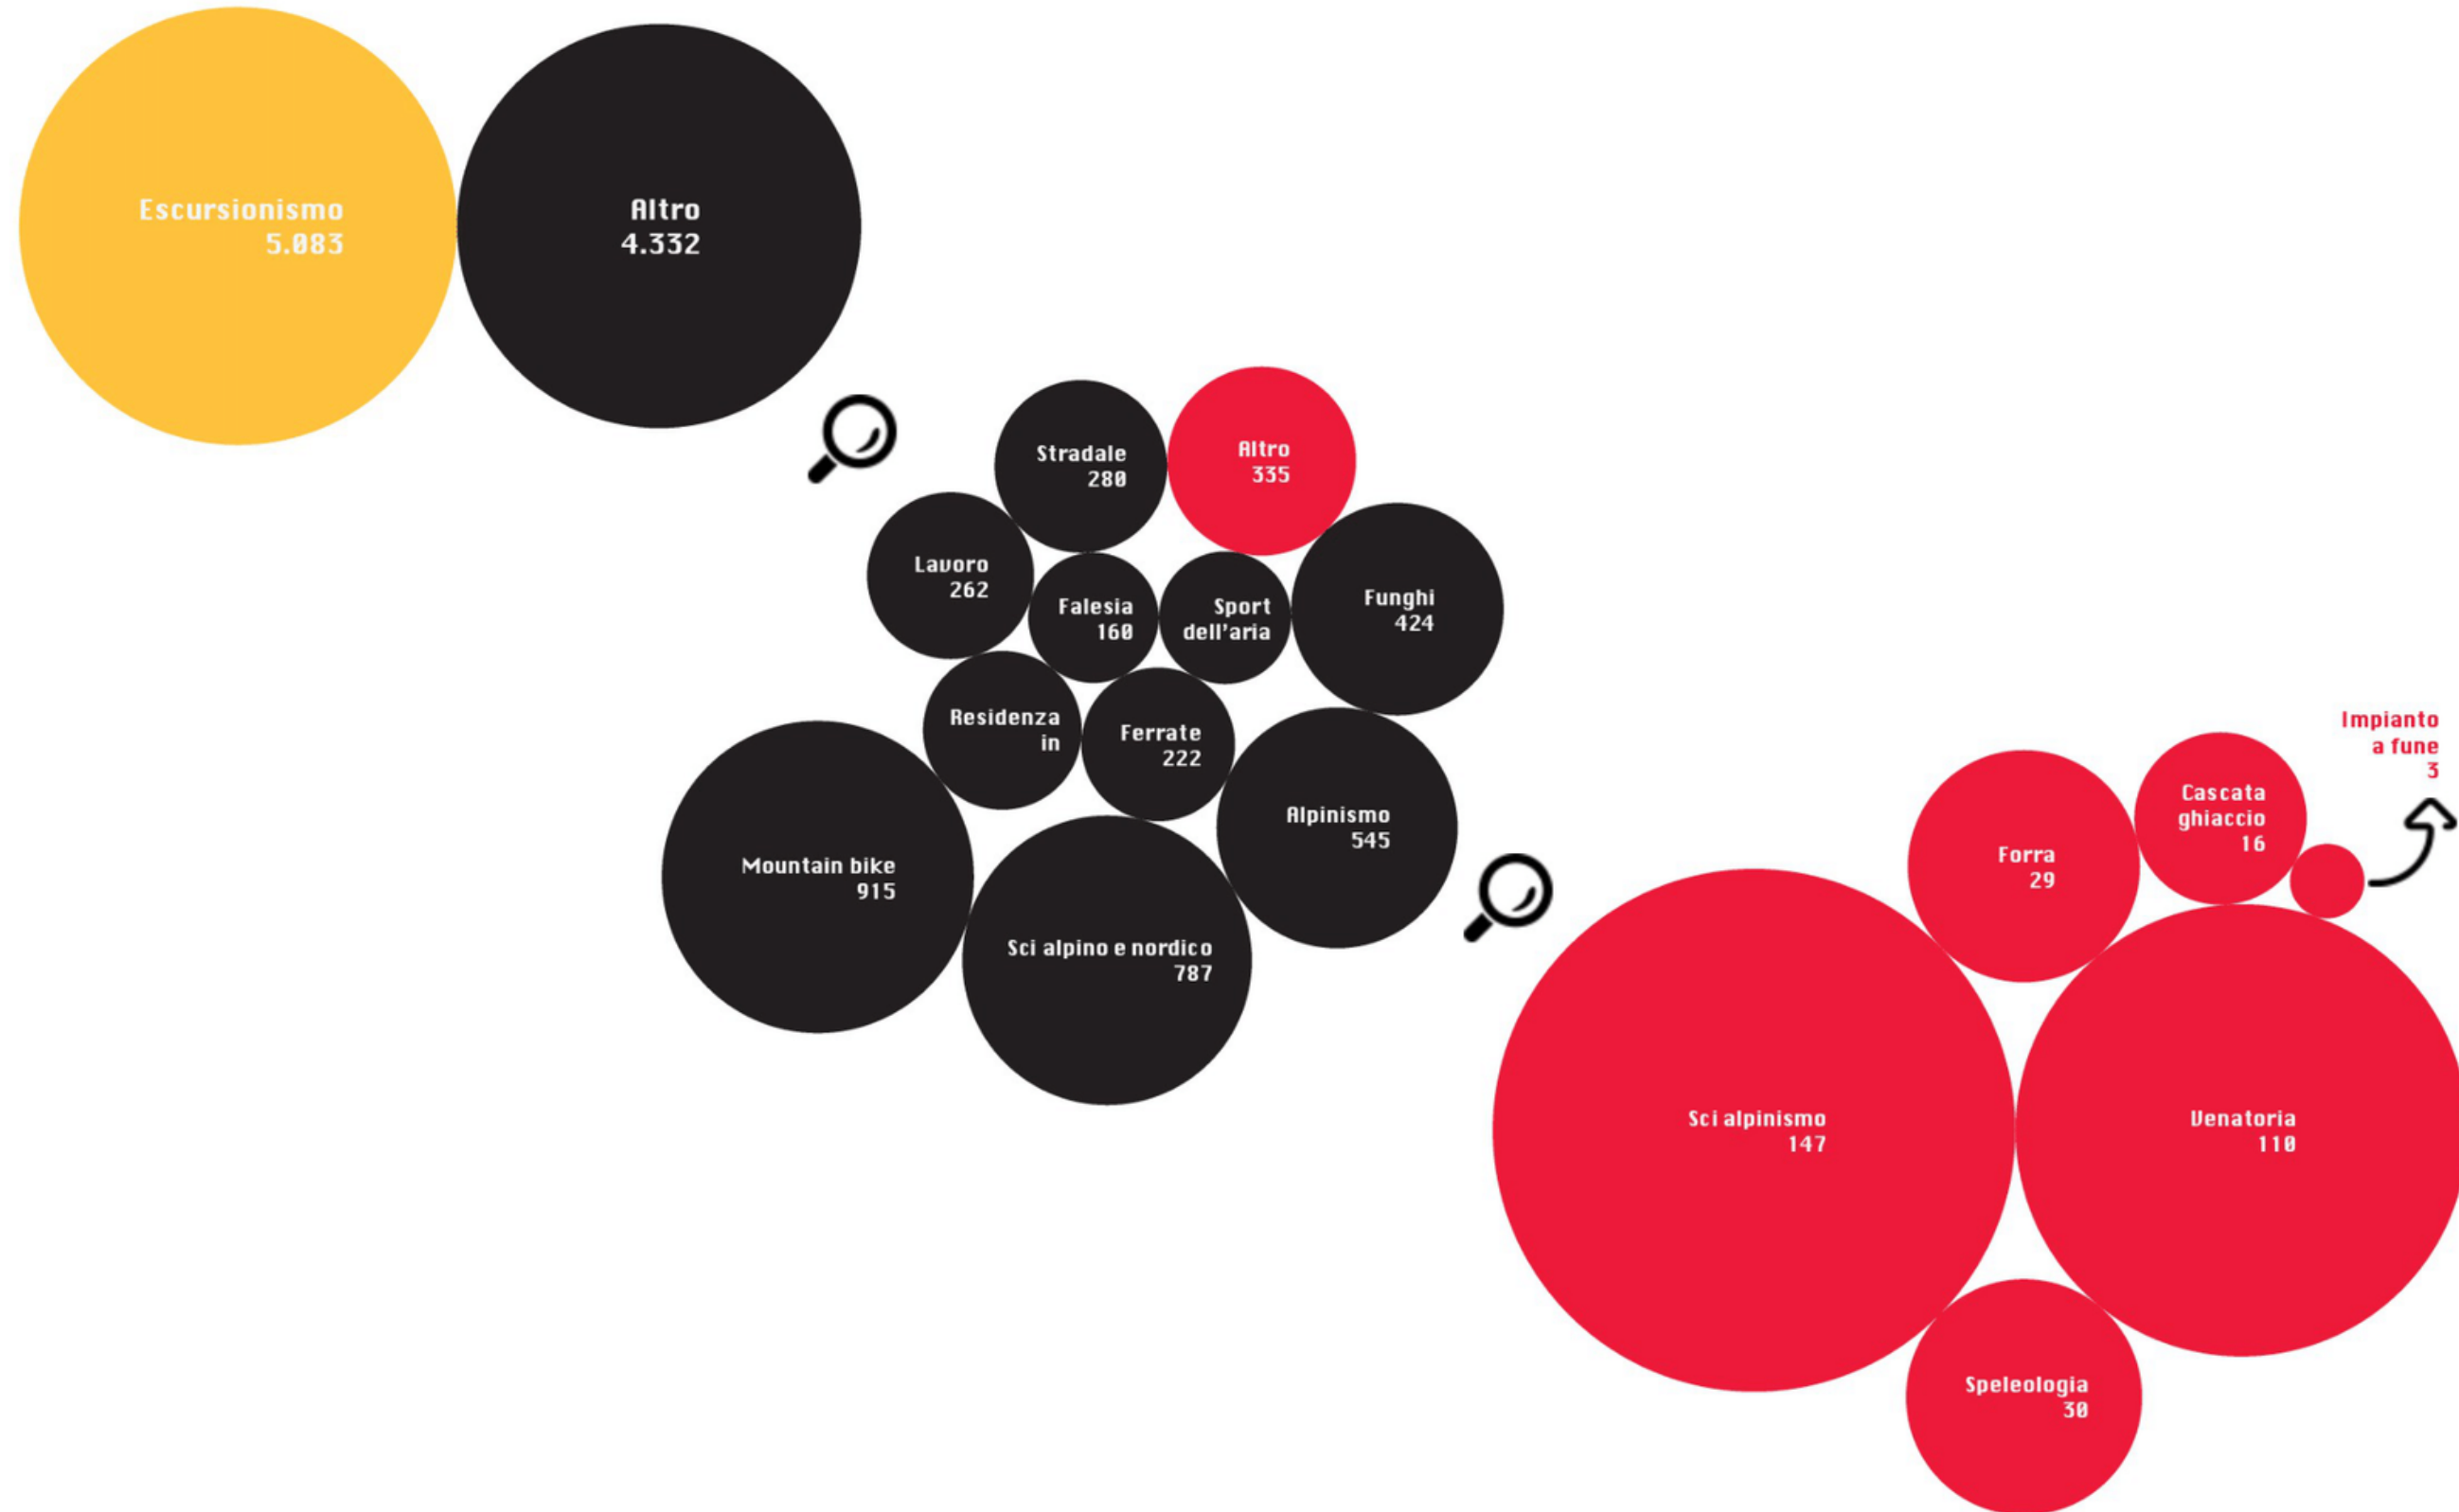 Escursionismo
5.083
Altro
4.332
Stradale
280
Altro
335
Lavoro
262
Falesia
160
Sport
dell'aria
Funghi
424
Residenza
in
Ferrate
222
Mountain bike
915
Sci alpino e nordico
787
Alpinismo
545
Impianto
a fune
3
Cascata
ghiaccio
16
Forra
29
Sci alpinismo
147
Venatoria
110
Speleologia
30